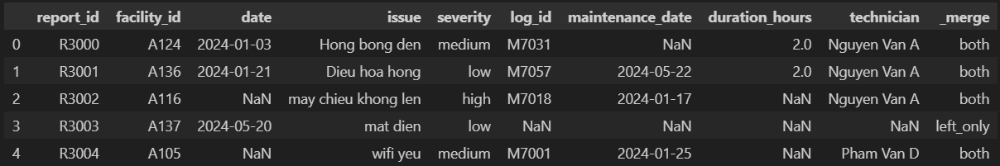 report_id facility_id date issue severity log_id maintenance_date duration_hours technician _merge
0 R3000 A124 2024-01-03 Hong bong den medium M7031 NaN 2.0 Nguyen Van A both
1 R3001 A136 2024-01-21 Dieu hoa hong low M7057 2024-05-22 2.0 Nguyen Van A both
2 R3002 A116 NaN may chieu khong len high M7018 2024-01-17 NaN Nguyen Van A both
3 R3003 A137 2024-05-20 mat dien low NaN NaN NaN NaN left_only
4 R3004 A105 NaN wifi yeu medium M7001 2024-01-25 NaN Pham Van D both